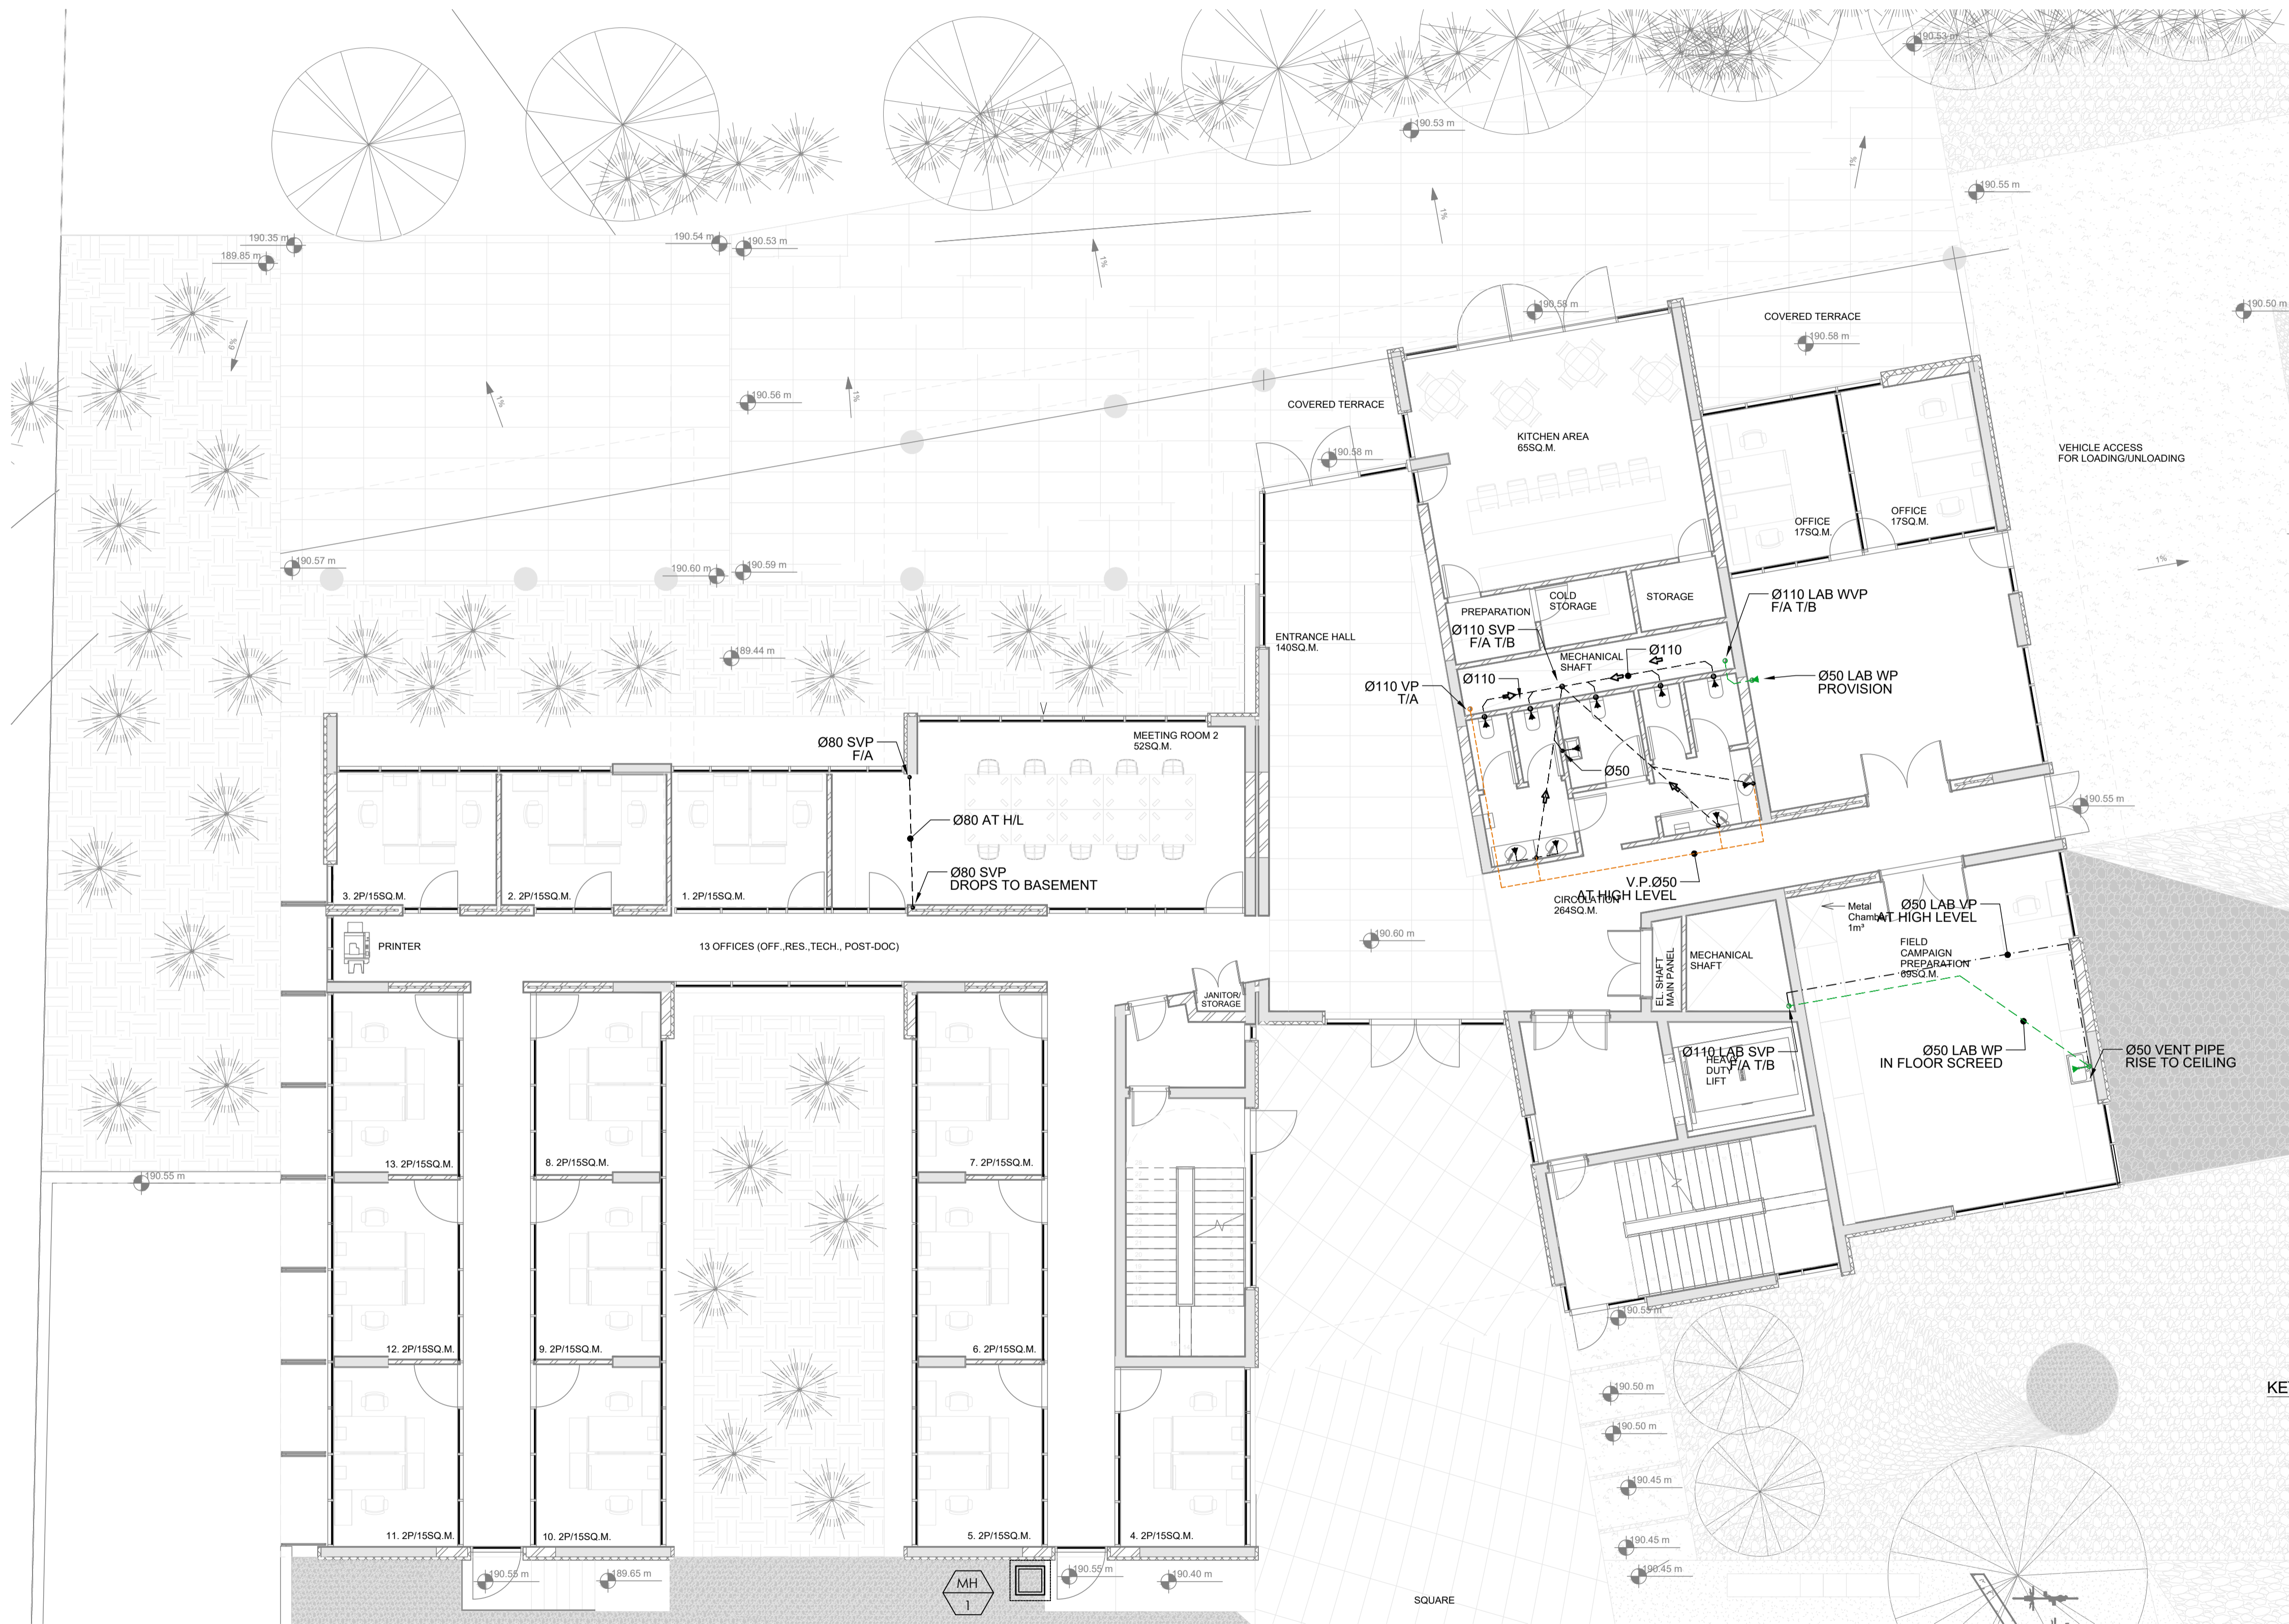 190.53 m
190.53 m
1%
190.55 m
1%
190.35 m
190.54 m
190.53 m
189.85 m
1%
190.58 m
190.50 m
COVERED TERRACE
190.58 m
6%
1%
190.56 m
1%
COVERED TERRACE
KITCHEN AREA
65SQ.M.
190.58 m
VEHICLE ACCESS
FOR LOADING/UNLOADING
OFFICE
17SQ.M.
OFFICE
17SQ.M.
190.57 m
190.60 m
190.59 m
1%
COLD
STORAGE
STORAGE
Ø110 LAB WVP
F/A T/B
PREPARATION
Ø110 SVP
F/A T/B
ENTRANCE HALL
140SQ.M.
189.44 m
MECHANICAL
SHAFT
Ø110
Ø110
Ø50 LAB WP
PROVISION
Ø110 VP
T/A
Ø80 SVP
F/A
MEETING ROOM 2
52SQ.M.
Ø50
190.55 m
Ø80 AT H/L
Ø80 SVP
DROPS TO BASEMENT
V.P.Ø50
AT HIGH LEVEL
3. 2P/15SQ.M.
2. 2P/15SQ.M.
1. 2P/15SQ.M.
CIRCULATION
264SQ.M.
Metal
Chamber
1m³
Ø50 LAB VP
AT HIGH LEVEL
PRINTER
13 OFFICES (OFF.,RES.,TECH., POST-DOC)
190.60 m
FIELD
CAMPAIGN
PREPARATION
69SQ.M.
EL. SHAFT
MAIN PANEL
MECHANICAL
SHAFT
JANITOR/
STORAGE
Ø110 LAB SVP
F/A T/B
HEAVY
DUTY
LIFT
Ø50 LAB WP
IN FLOOR SCREED
Ø50 VENT PIPE
RISE TO CEILING
13. 2P/15SQ.M.
8. 2P/15SQ.M.
7. 2P/15SQ.M.
190.55 m
190.55 m
12. 2P/15SQ.M.
9. 2P/15SQ.M.
6. 2P/15SQ.M.
190.50 m
190.50 m
190.45 m
11. 2P/15SQ.M.
10. 2P/15SQ.M.
5. 2P/15SQ.M.
4. 2P/15SQ.M.
190.45 m
190.55 m
189.65 m
MH
1
190.55 m
190.40 m
190.45 m
SQUARE